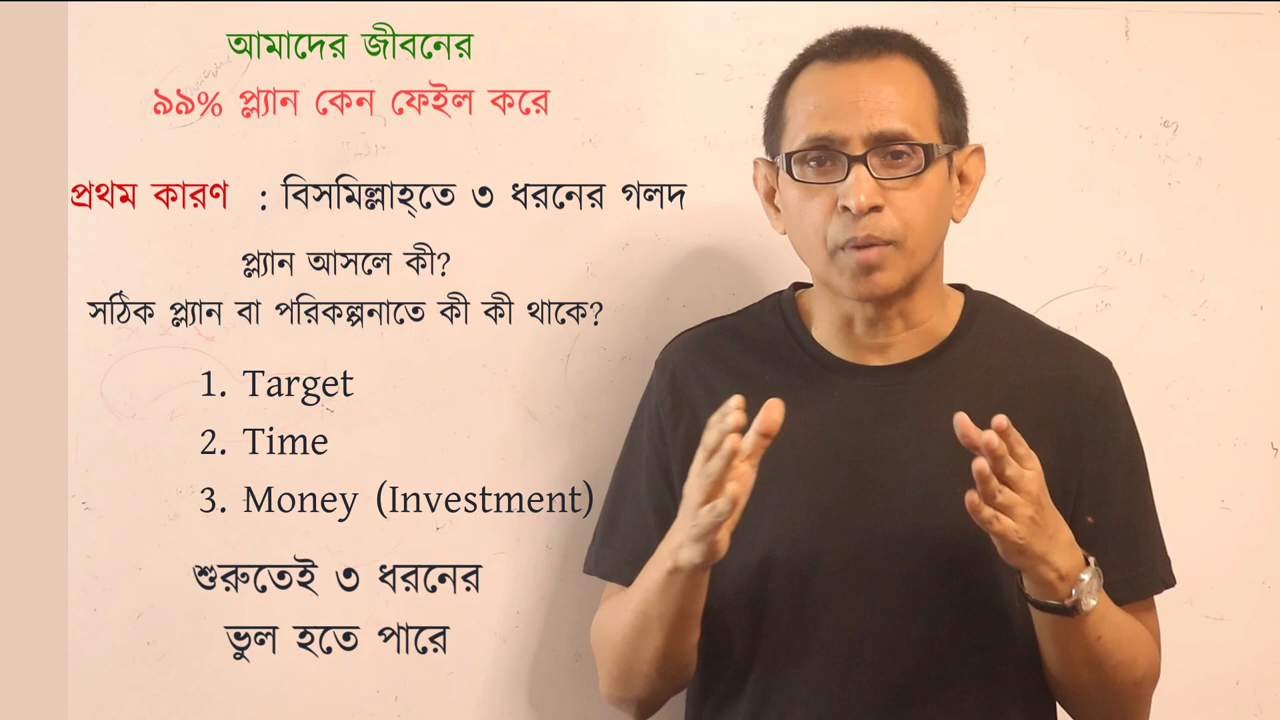 আমাদের জীবনের
৯৯% প্ল্যান কেন ফেইল করে
প্রথম কারণ : বিসমিল্লাহ্‌তে ৩ ধরনের গলদ
প্ল্যান আসলে কী?
সঠিক প্ল্যান বা পরিকল্পনাতে কী কী থাকে?
1. Target
2. Time
3. Money (Investment)
শুরুতেই ৩ ধরনের
ভুল হতে পারে